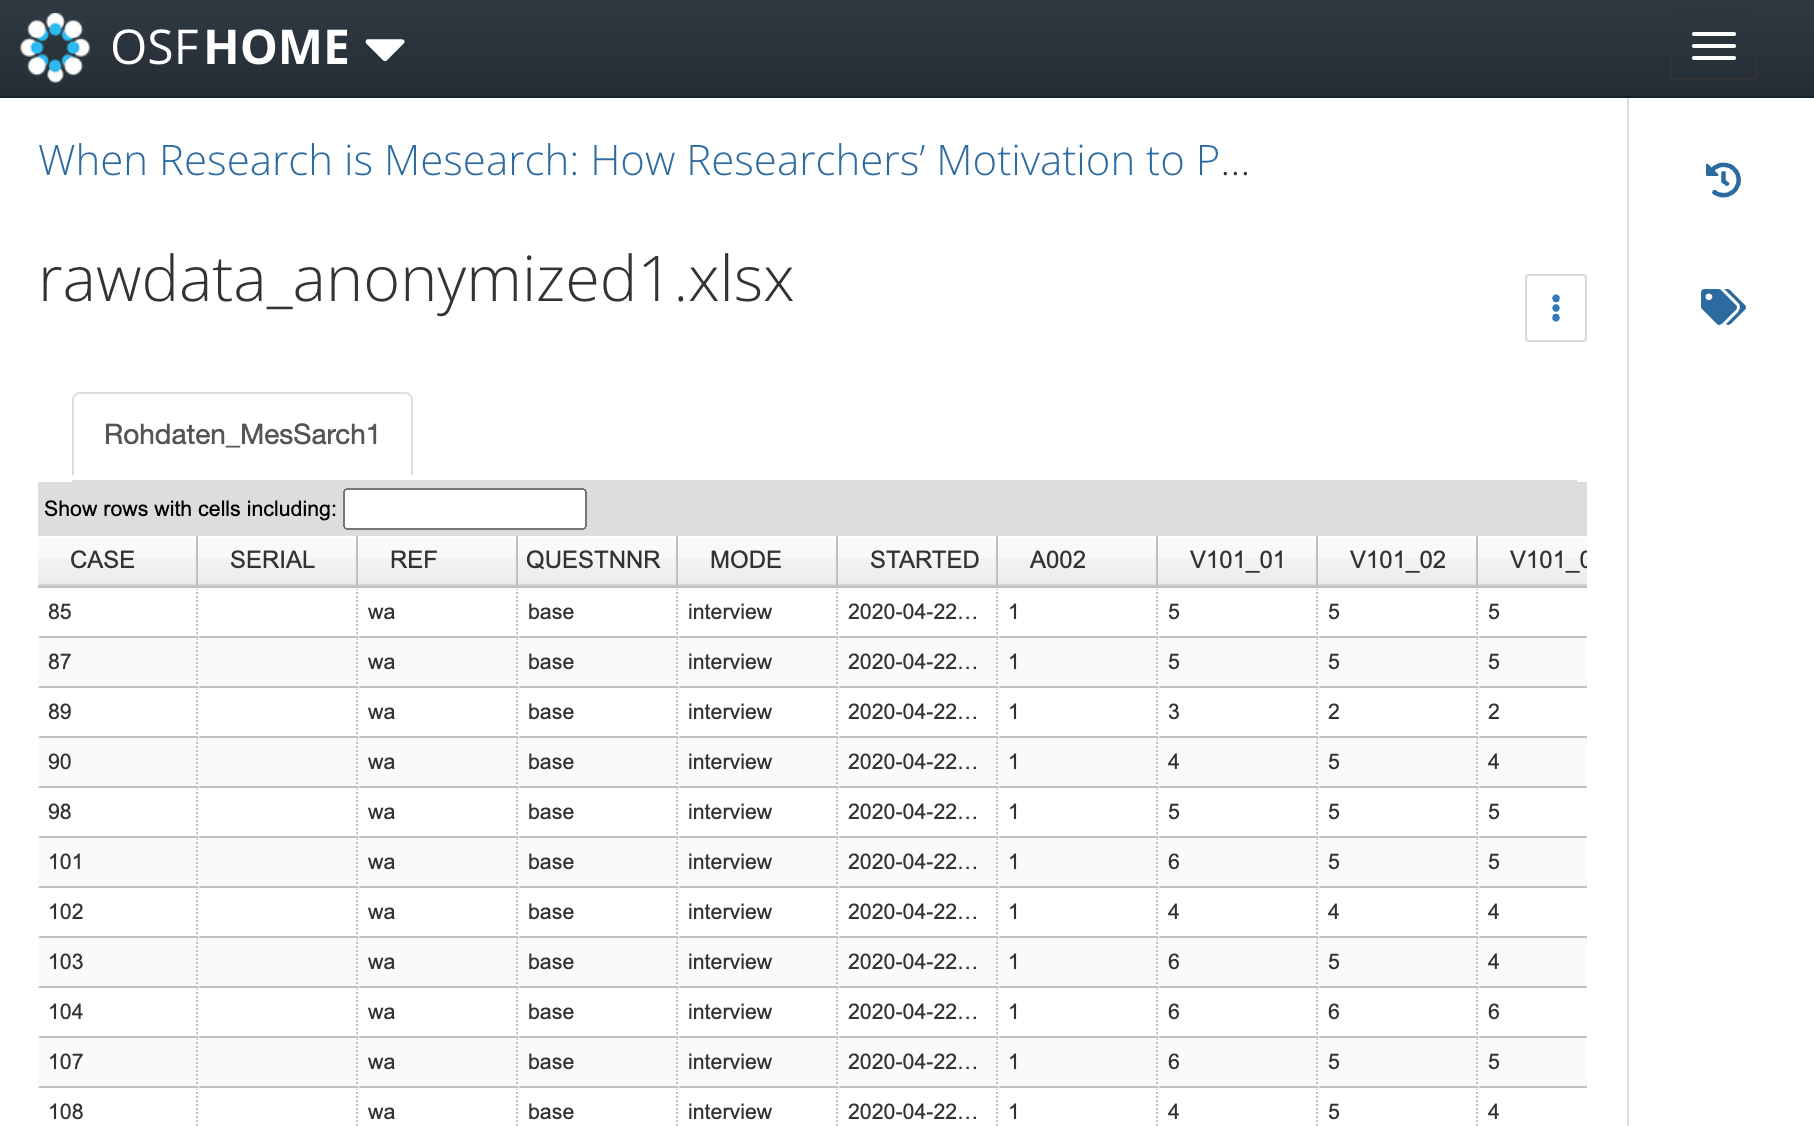 OSFHOME
When Research is Mesearch: How Researchers’ Motivation to P...
rawdata_anonymized1.xlsx
Rohdaten_MesSarch1
Show rows with cells including:
CASE SERIAL REF QUESTNNR MODE STARTED A002 V101_01 V101_02 V101_0
85 wa base interview 2020-04-22... 1 5 5 5
87 wa base interview 2020-04-22... 1 5 5 5
89 wa base interview 2020-04-22... 1 3 2 2
90 wa base interview 2020-04-22... 1 4 5 4
98 wa base interview 2020-04-22... 1 5 5 5
101 wa base interview 2020-04-22... 1 6 5 5
102 wa base interview 2020-04-22... 1 4 4 4
103 wa base interview 2020-04-22... 1 6 5 4
104 wa base interview 2020-04-22... 1 6 6 6
107 wa base interview 2020-04-22... 1 6 5 5
108 wa base interview 2020-04-22... 1 4 5 4